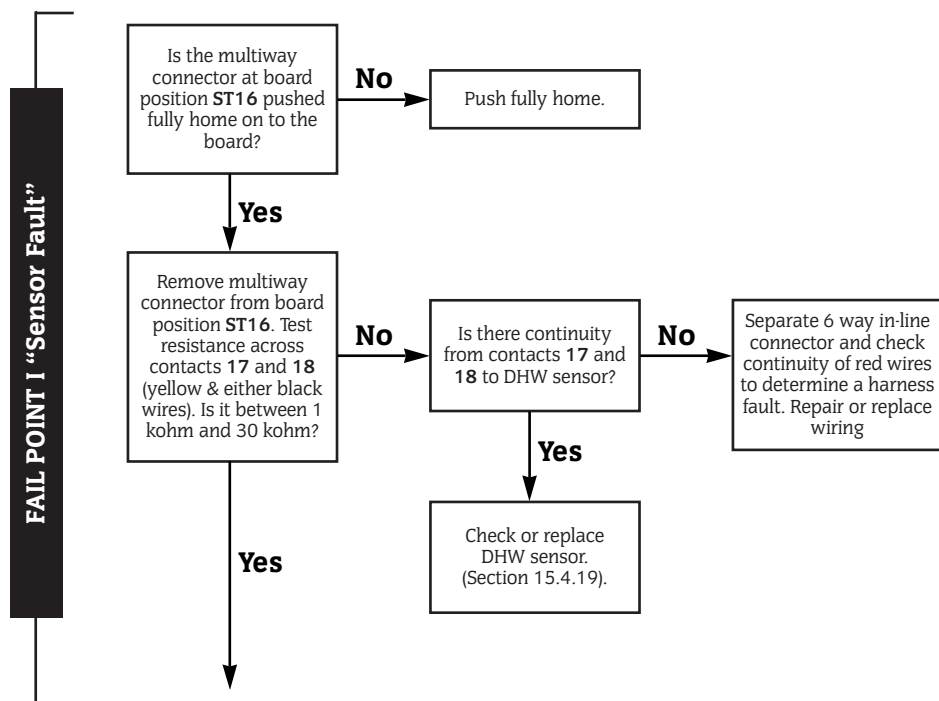 FAIL POINT I “Sensor Fault”
Is the multiway
connector at board
position ST16 pushed
fully home on to the
board?
No
Push fully home.
Yes
Remove multiway
connector from board
position ST16. Test
resistance across
contacts 17 and 18
(yellow & either black
wires). Is it between 1
kohm and 30 kohm?
No
Is there continuity
from contacts 17 and
18 to DHW sensor?
No
Separate 6 way in-line
connector and check
continuity of red wires
to determine a harness
fault. Repair or replace
wiring
Yes
Check or replace
DHW sensor.
(Section 15.4.19).
Yes